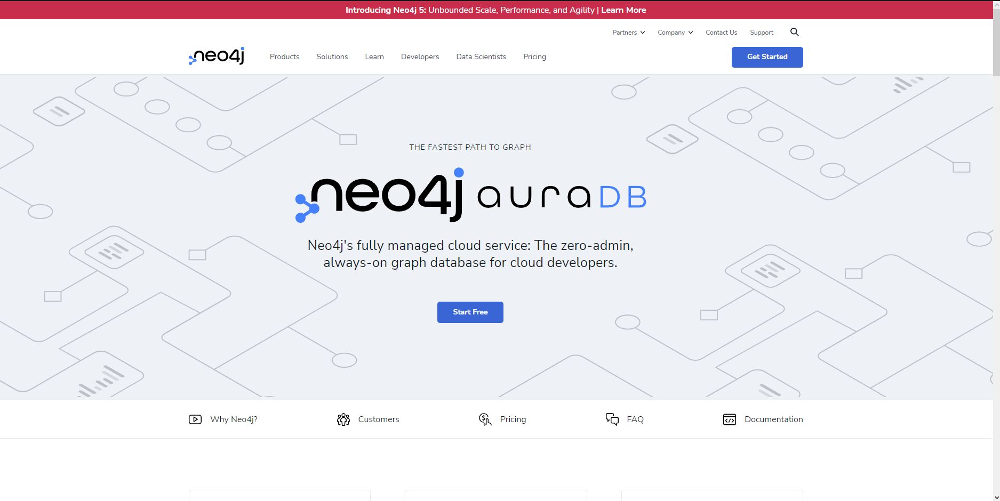 Introducing Neo4j 5: Unbounded Scale, Performance, and Agility | Learn More
Partners Company Contact Us Support
neo4j Products Solutions Learn Developers Data Scientists Pricing Get Started
THE FASTEST PATH TO GRAPH
neo4j auraDB
Neo4j's fully managed cloud service: The zero-admin,
always-on graph database for cloud developers.
Start Free
Why Neo4j? Customers Pricing FAQ Documentation